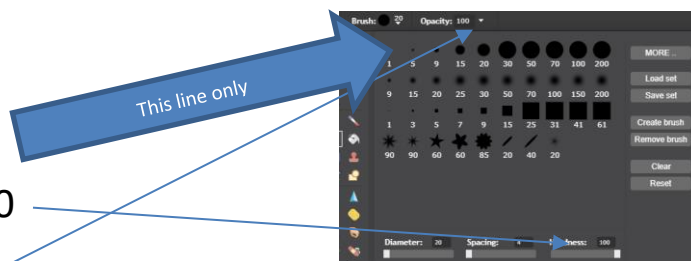 Brush: 20 Opacity: 100
1 5 9 15 20 30 50 70 100 200
MORE ..
9 15 20 25 30 50 70 100 150 200
Load set
Save set
This line only
1 3 5 7 9 15 25 31 41 61
Create brush
Remove brush
90 90 60 60 85 20 40 20
Clear
Reset
0
Diameter: 20 Spacing: 100